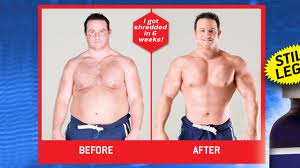 I got
shredded
in 6
weeks!
BEFORE
AFTER
STIL
LEG